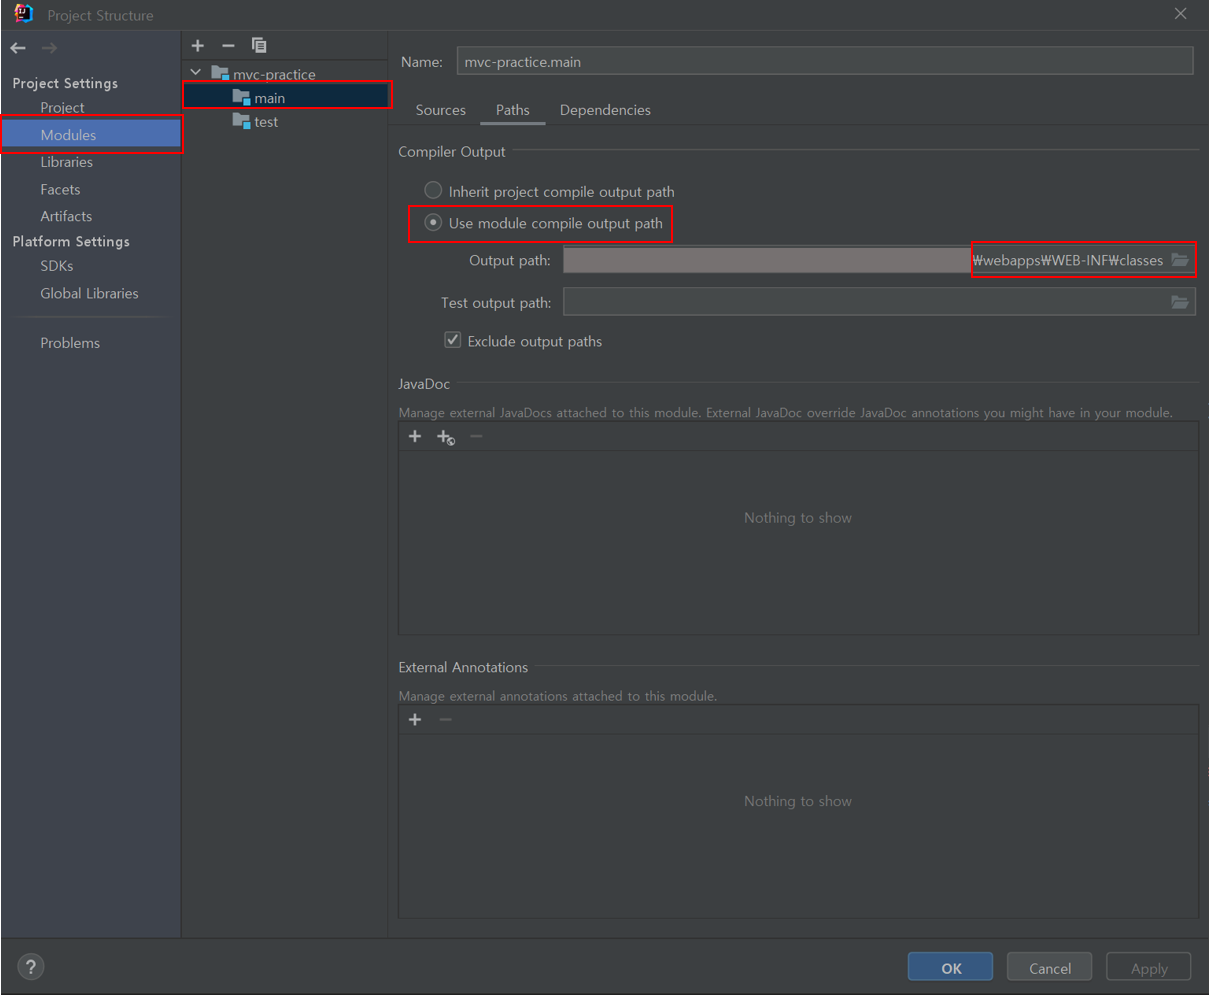 Project Structure
Project Settings
Project
Modules
Libraries
Facets
Artifacts
Platform Settings
SDKs
Global Libraries
Problems
mvc-practice
main
test
Name: mvc-practice.main
Sources Paths Dependencies
Compiler Output
Inherit project compile output path
Use module compile output path
Output path: ₩webapps₩WEB-INF₩classes
Test output path:
Exclude output paths
JavaDoc
Manage external JavaDocs attached to this module. External JavaDoc override JavaDoc annotations you might have in your module.
Nothing to show
External Annotations
Manage external annotations attached to this module.
Nothing to show
? OK Cancel Apply